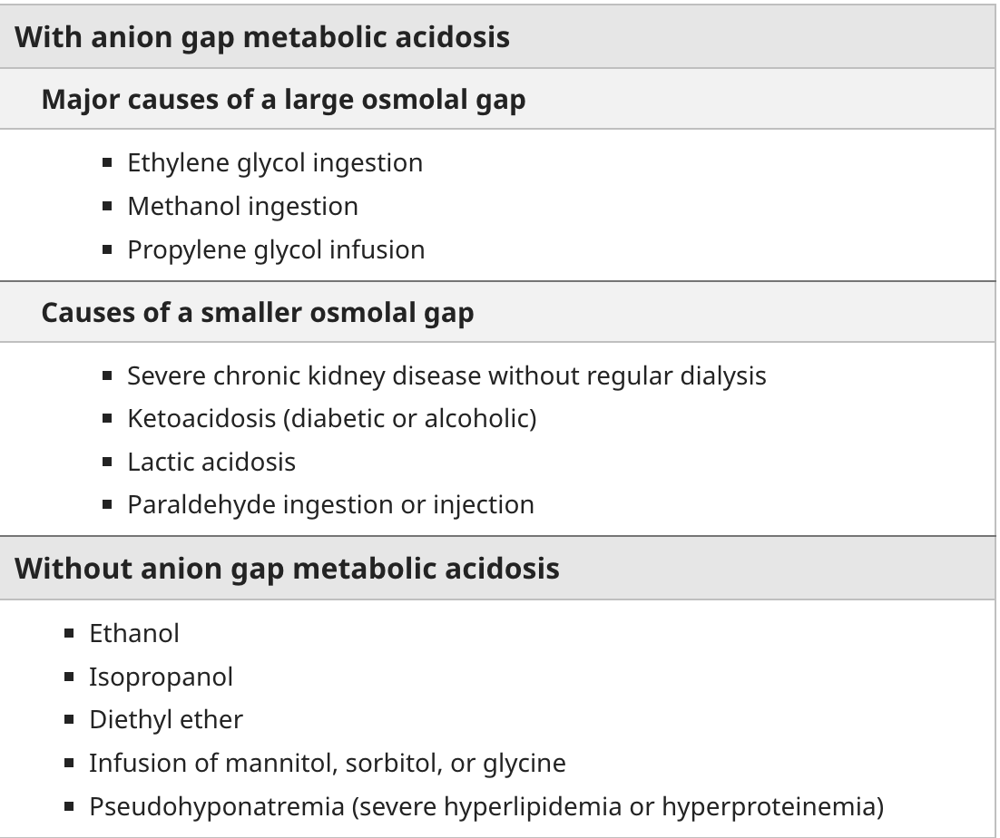 With anion gap metabolic acidosis
Major causes of a large osmolal gap
▪ Ethylene glycol ingestion
▪ Methanol ingestion
▪ Propylene glycol infusion
Causes of a smaller osmolal gap
▪ Severe chronic kidney disease without regular dialysis
▪ Ketoacidosis (diabetic or alcoholic)
▪ Lactic acidosis
▪ Paraldehyde ingestion or injection
Without anion gap metabolic acidosis
▪ Ethanol
▪ Isopropanol
▪ Diethyl ether
▪ Infusion of mannitol, sorbitol, or glycine
▪ Pseudohyponatremia (severe hyperlipidemia or hyperproteinemia)